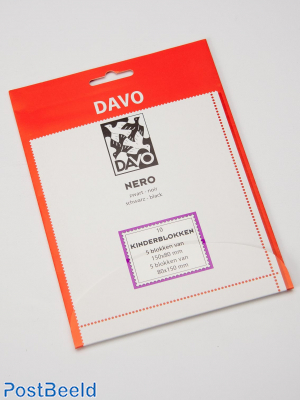 DAVO
DAVO
NERO
zwart - noir
schwarz - black
10
KINDERBLOKKEN
5 blokken van
150x80 mm
5 blokken van
80x150 mm
PostBeeld